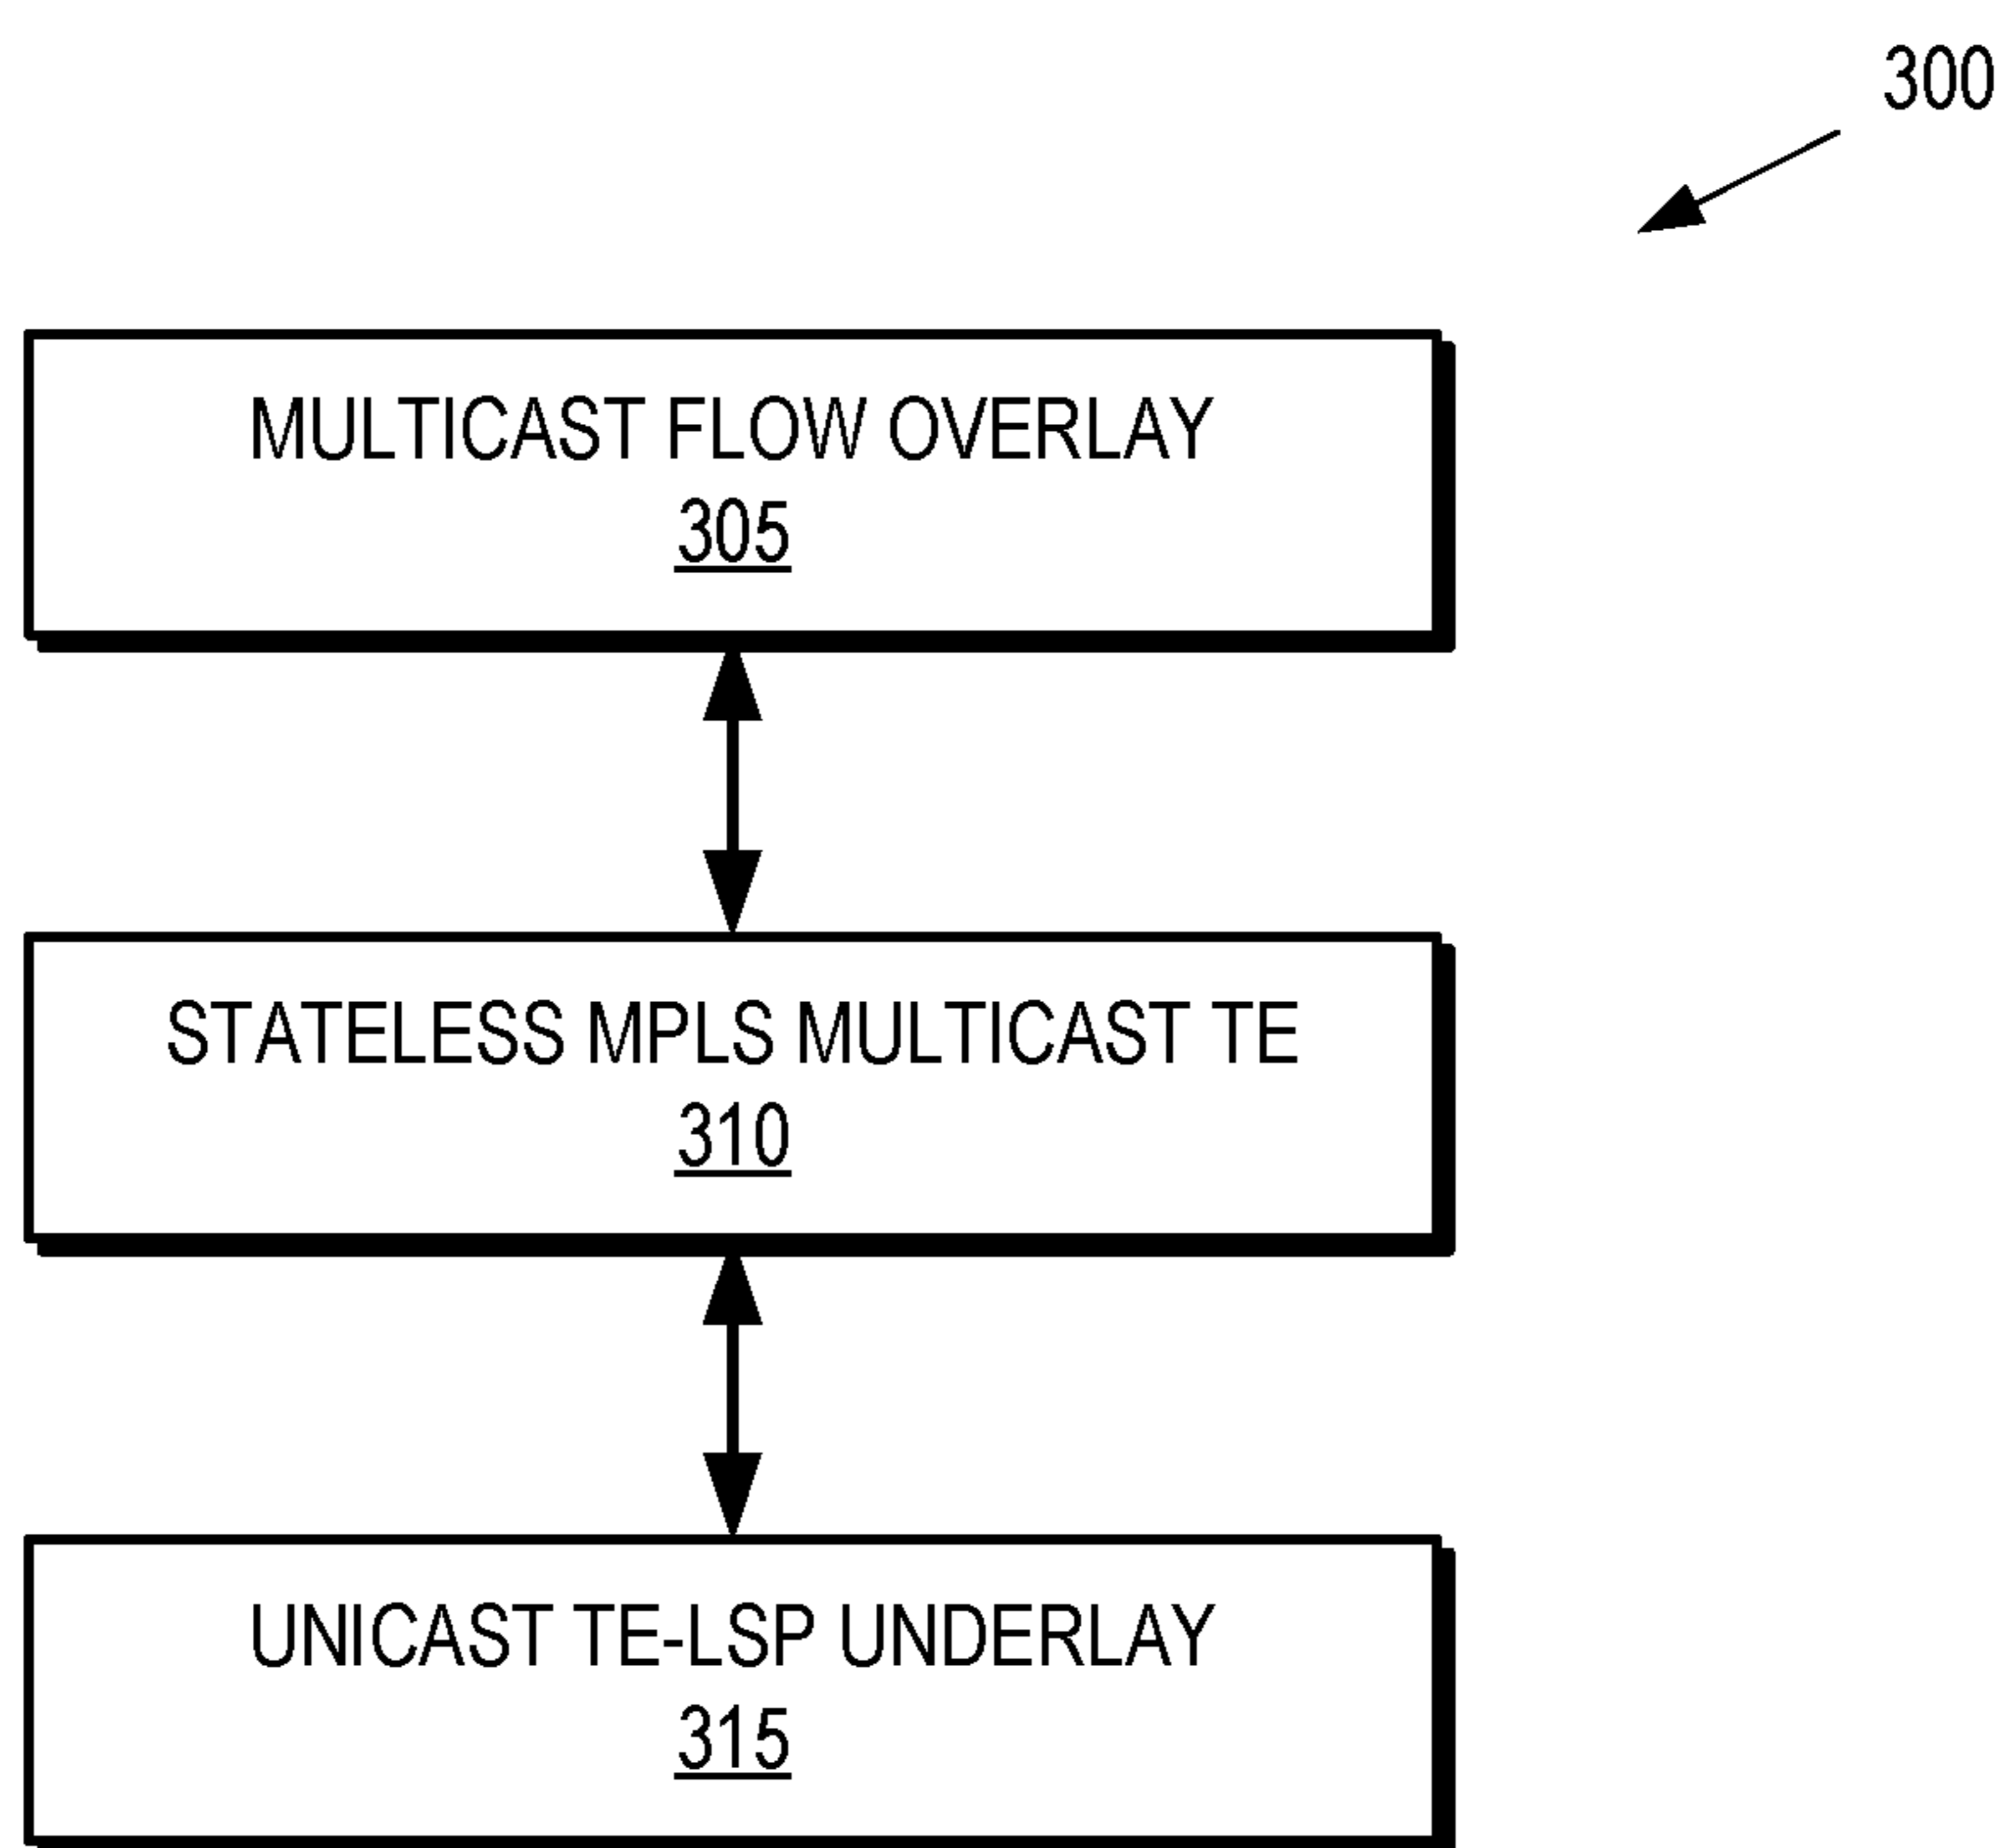 300
MULTICAST FLOW OVERLAY
305
STATELESS MPLS MULTICAST TE
310
UNICAST TE-LSP UNDERLAY
315